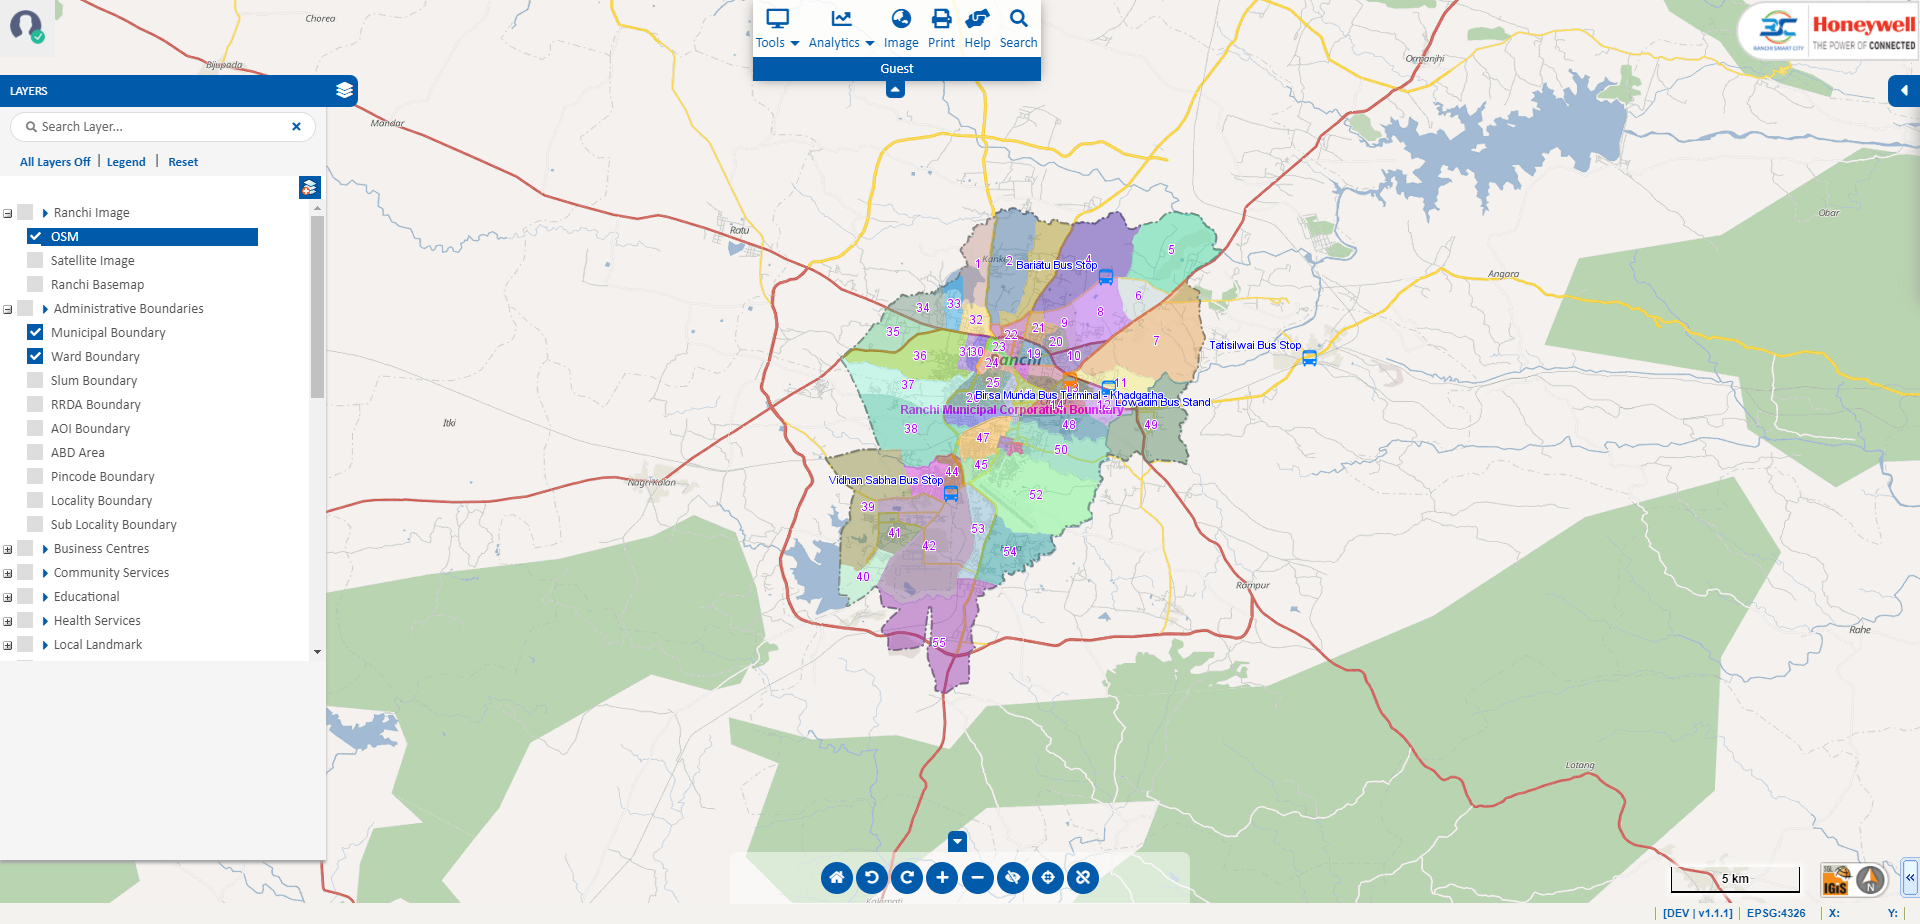 Tools
Analytics
Image
Print
Help
Search
Guest
RANCHI SMART CITY
Honeywell
THE POWER OF CONNECTED
LAYERS
Search Layer...
All Layers Off | Legend | Reset
Ranchi Image
OSM
Satellite Image
Ranchi Basemap
Administrative Boundaries
Municipal Boundary
Ward Boundary
Slum Boundary
RRDA Boundary
AOI Boundary
ABD Area
Pincode Boundary
Locality Boundary
Sub Locality Boundary
Business Centres
Community Services
Educational
Health Services
Local Landmark
Chorea
Bijupada
Ormanjhi
Mandar
Obar
Ratu
5
1
2
4
Bariatu Bus Stop
Angara
6
33
34
8
32
9
21
35
22
20
7
Tatisilwai Bus Stop
23
31
30
19
10
36
Ranchi
24
37
25
11
Birsa Munda Bus Terminal - Khadgarha
Lowadih Bus Stand
Ranchi Municipal Corporation Boundary
Itki
38
48
49
47
50
45
44
Vidhan Sabha Bus Stop
Nagri Kalan
52
39
41
53
42
54
40
Rampur
Rahe
55
Lotang
Kalamati
5 km
IGiS
N
[DEV | v1.1.1]
EPSG:4326
X:
Y: